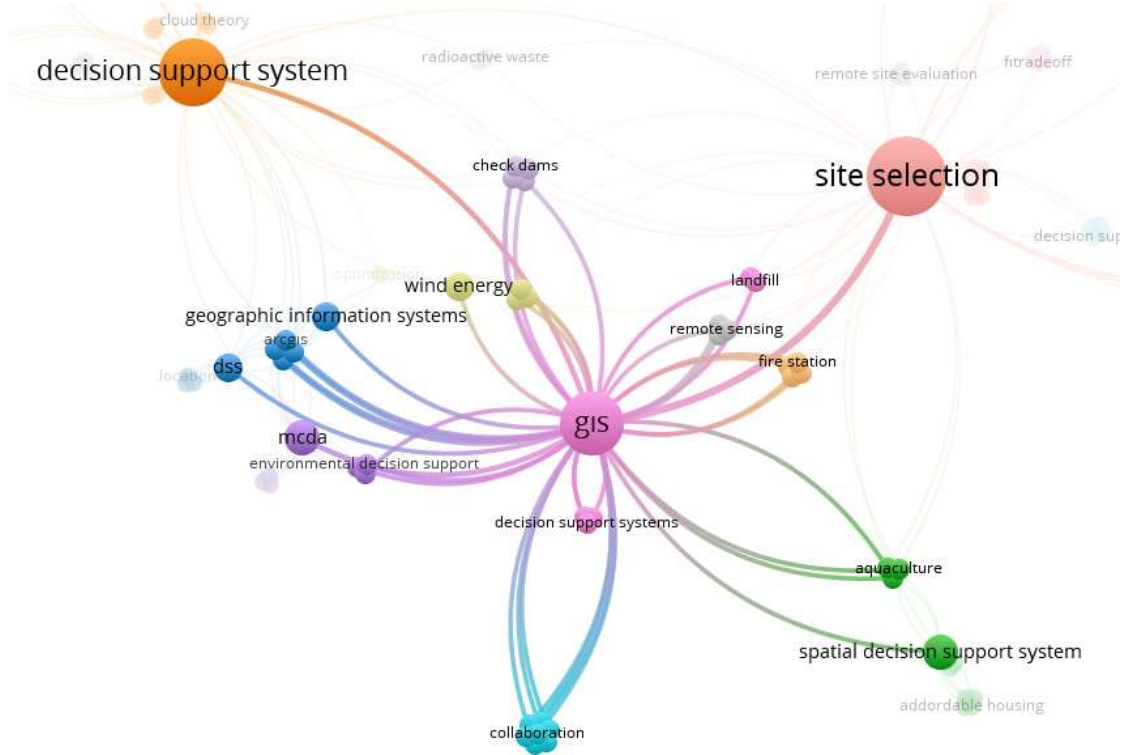 cloud theory
decision support system
radioactive waste
remote site evaluation
fitradeoff
check dams
site selection
decision sup
optimization
landfill
wind energy
geographic information systems
remote sensing
arcgis
fire station
dss
location
gis
mcda
environmental decision support
decision support systems
aquaculture
spatial decision support system
addordable housing
collaboration